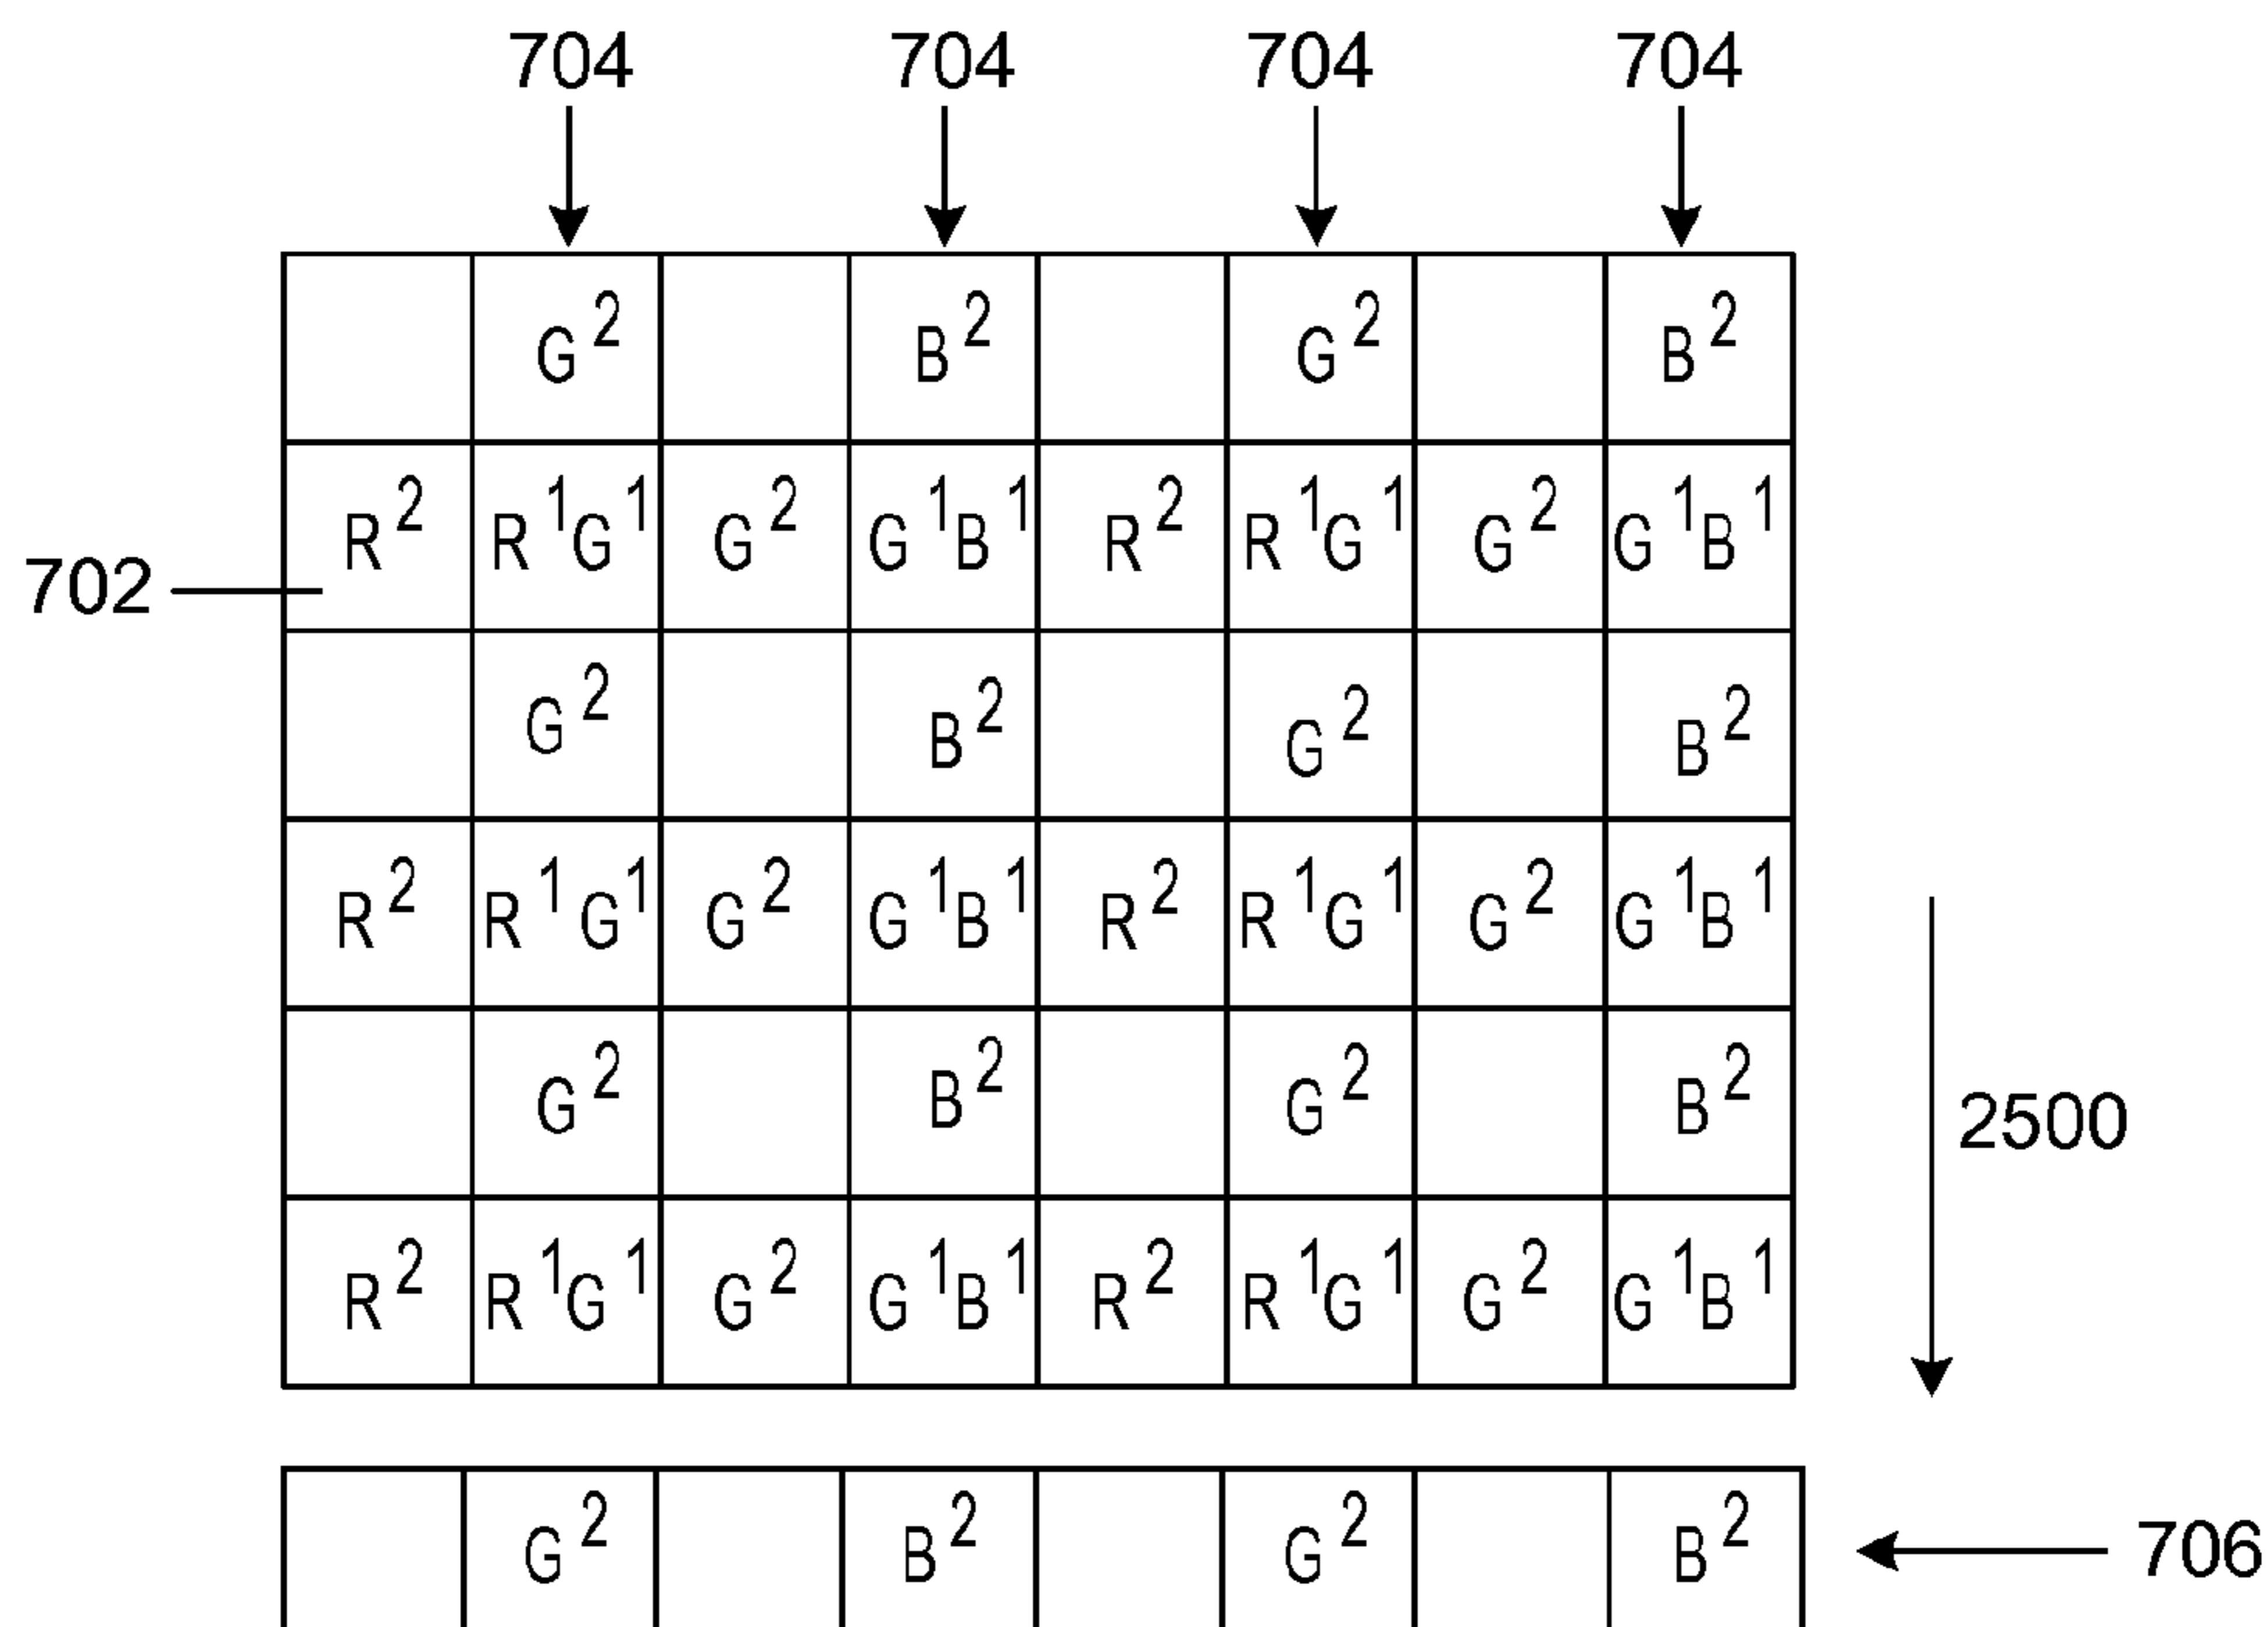 704 704 704 704
G² B² G² B²
R² R¹G¹ G² G¹B¹ R² R¹G¹ G² G¹B¹
702
G² B² G² B²
R² R¹G¹ G² G¹B¹ R² R¹G¹ G² G¹B¹
G² B² G² B²
2500
R² R¹G¹ G² G¹B¹ R² R¹G¹ G² G¹B¹
G² B² G² B² 706